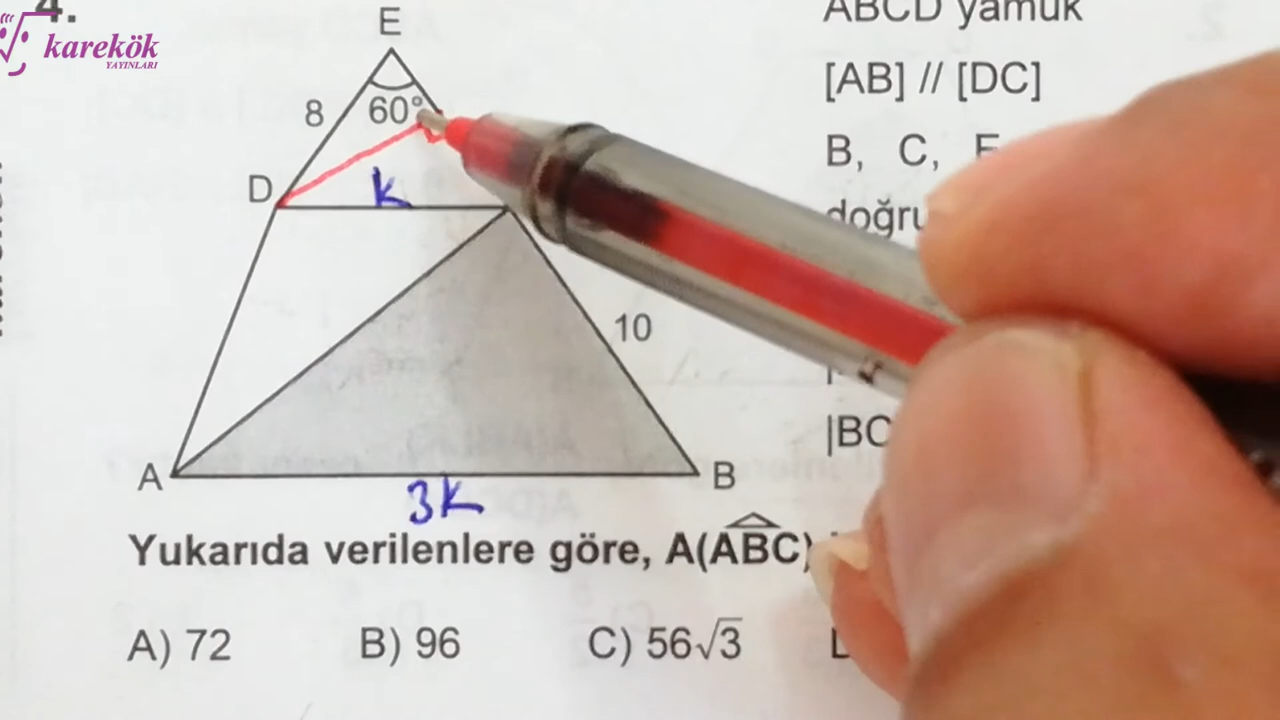 4.
karekök
YAYINLARI
E
8
60°
D
k
10
A
B
3k
ABCD yamuk
[AB] // [DC]
B, C, E
|BC
Yukarıda verilenlere göre, A(ABC)
A) 72 B) 96 C) 56√3